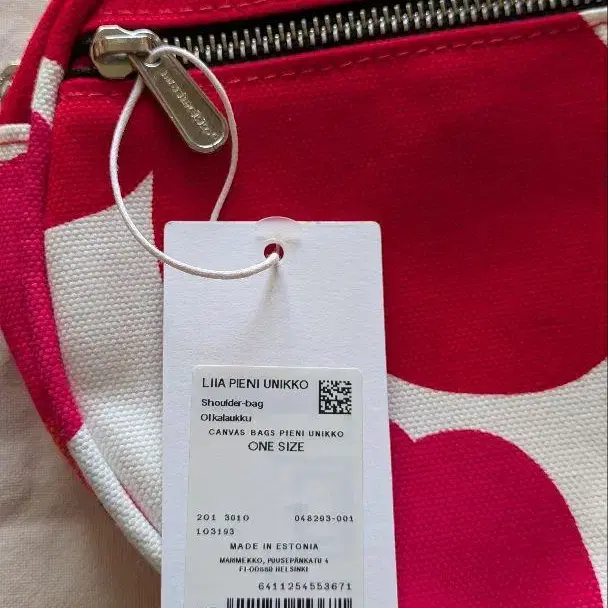 LIIA PIENI UNIKKO
Shoulder-bag
Olkalaukku
CANVAS BAGS PIENI UNIKKO
ONE SIZE
201 3010 048293-001
103193
MADE IN ESTONIA
MARIMEKKO, PUUSEPÄNKATU 4
FI-00880 HELSINKI
6411254553671